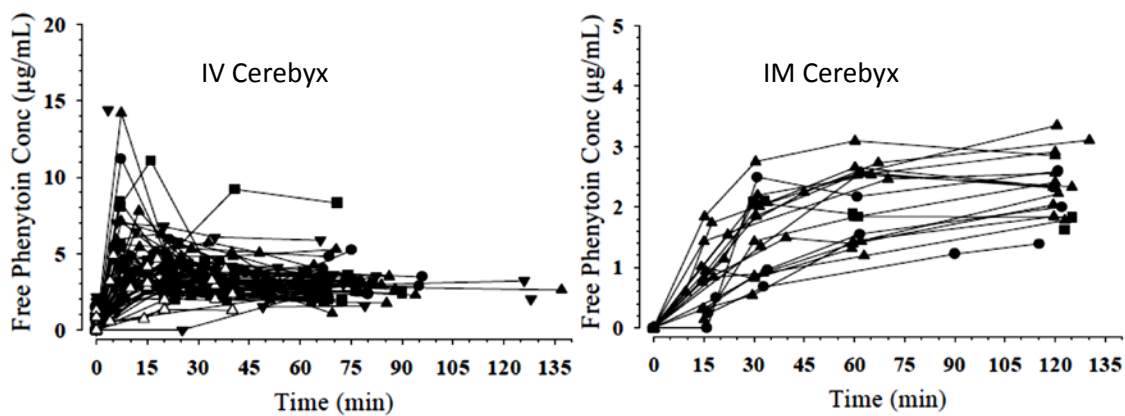 IV Cerebyx
Free Phenytoin Conc (µg/mL)
20
15
10
5
0
0 15 30 45 60 75 90 105 120 135
Time (min)
IM Cerebyx
Free Phenytoin Conc (µg/mL)
5
4
3
2
1
0
0 15 30 45 60 75 90 105 120 135
Time (min)